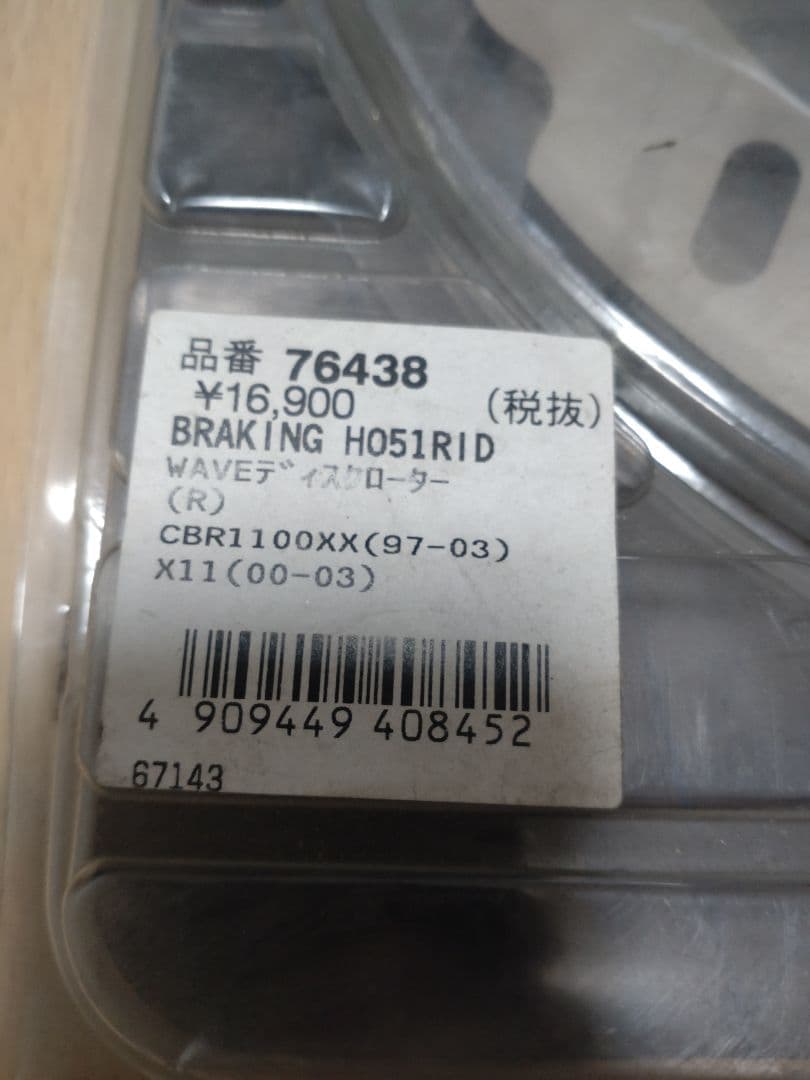 品番 76438
¥16,900 (税抜)
BRAKING HO51RID
WAVEディスクローター
(R)
CBR1100XX(97-03)
X11(00-03)
4 909449 408452
67143